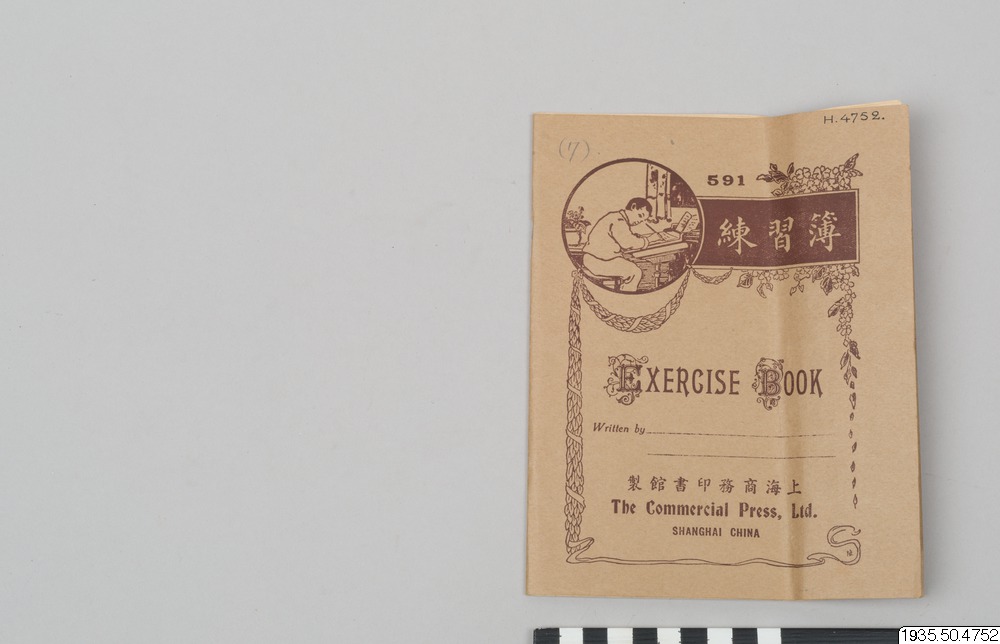 H.4752.
(7)
591
練習簿
EXERCISE BOOK
Written by
製館書印務商海上
The Commercial Press, Ltd.
SHANGHAI CHINA
1935.50.4752